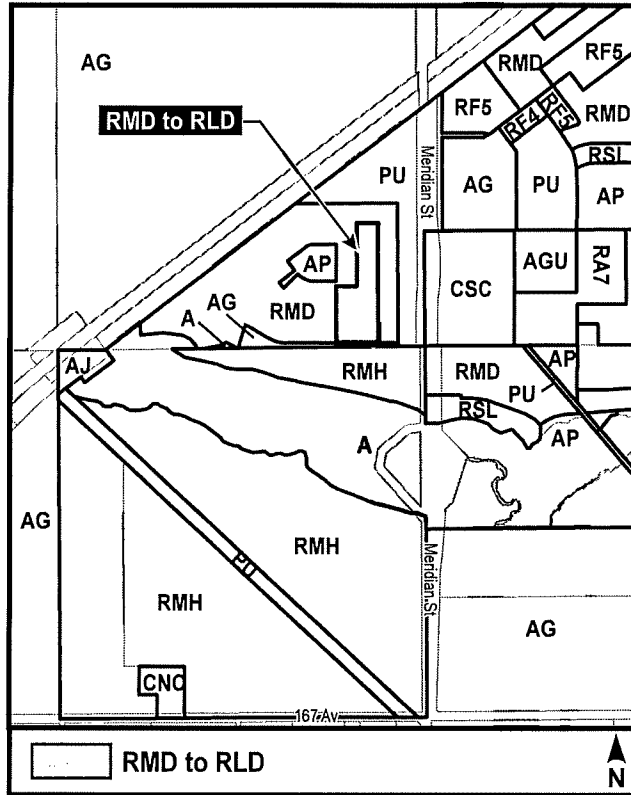 AG
RMD
RF5
RMD to RLD
RF5
RF4
RF5
RMD
RSL
PU
Meridian St
AG
PU
AP
AP
CSC
AGU
RA7
AG
A
RMD
AJ
RMH
RMD
AP
PU
RSL
A
AP
AG
RMH
PU
Meridian St
RMH
AG
CNC
167 Av
RMD to RLD
N